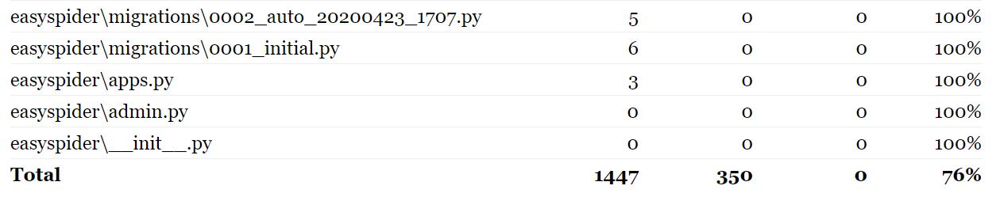 easyspider\migrations\0002_auto_20200423_1707.py 5 0 0 100%
easyspider\migrations\0001_initial.py 6 0 0 100%
easyspider\apps.py 3 0 0 100%
easyspider\admin.py 0 0 0 100%
easyspider\__init__.py 0 0 0 100%
Total 1447 350 0 76%